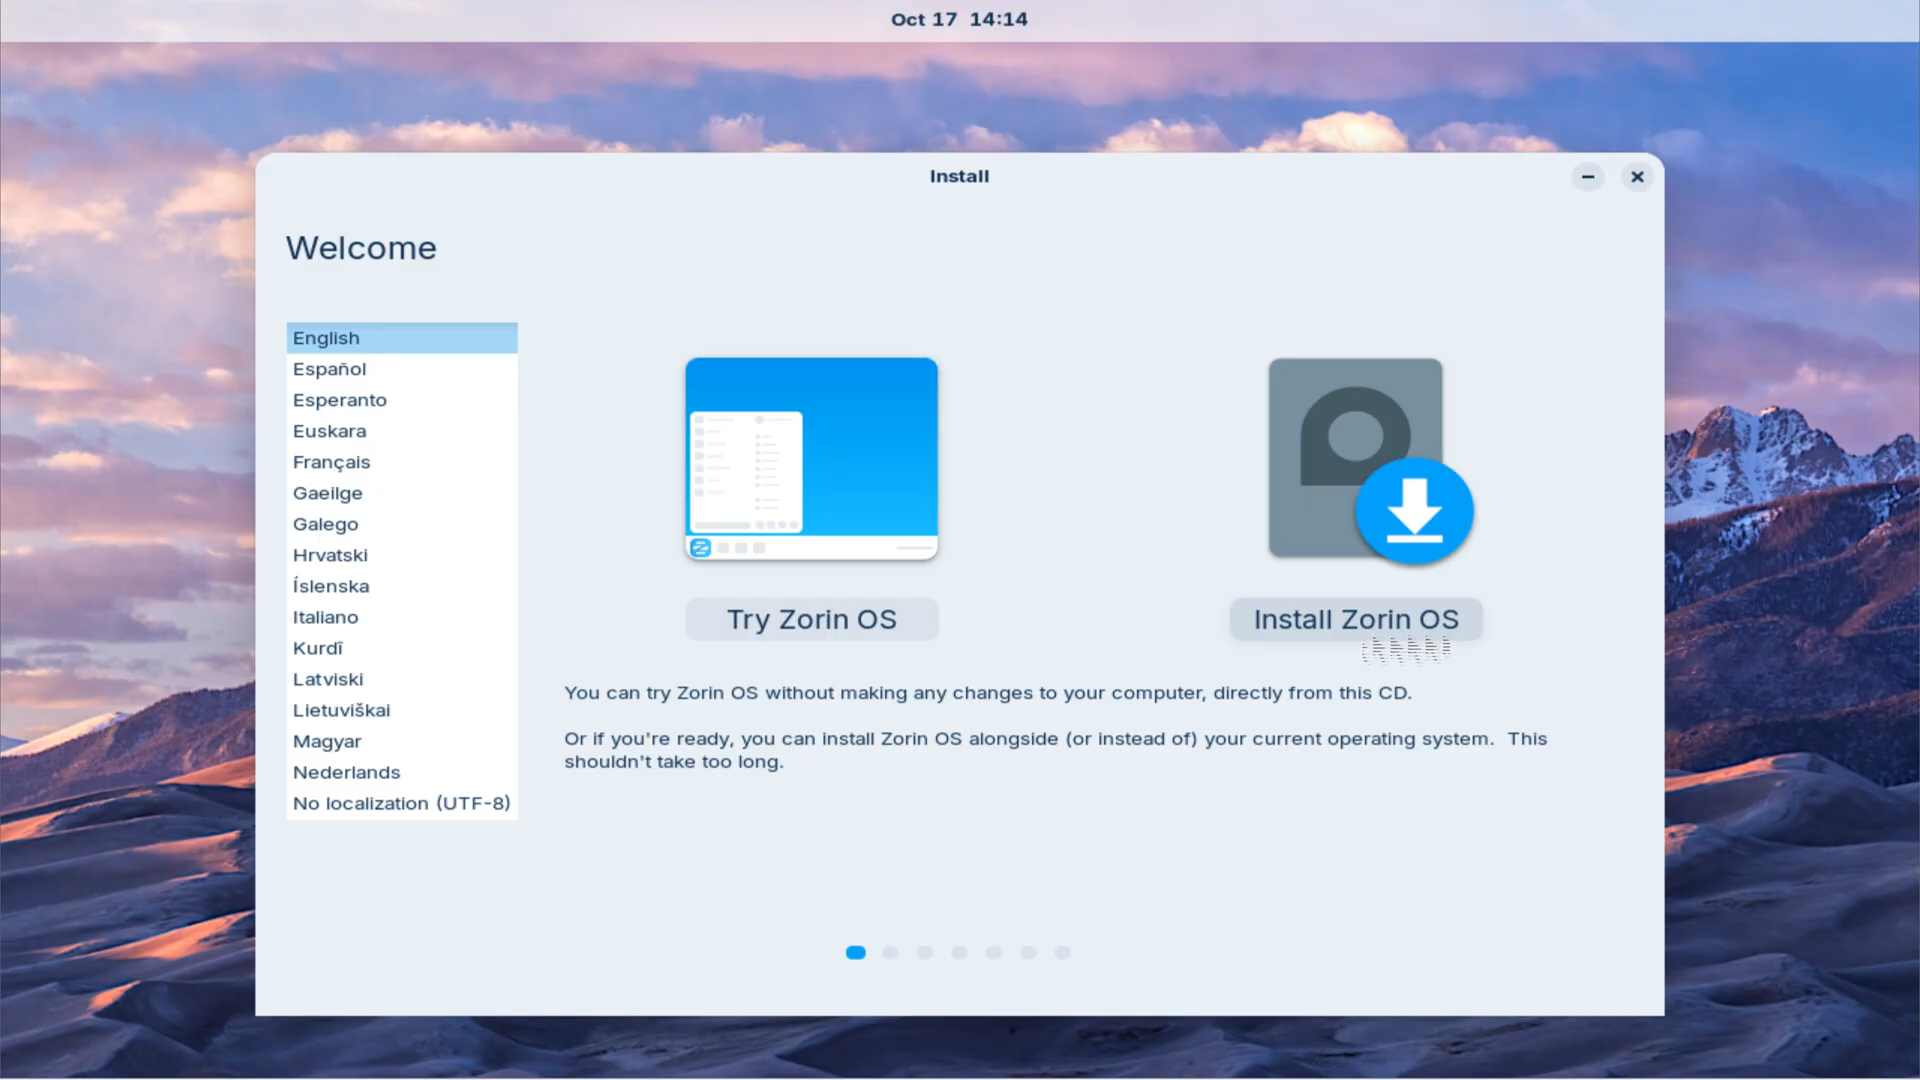 Oct 17  14:14
Install
Welcome
English
Español
Esperanto
Euskara
Français
Gaeilge
Galego
Hrvatski
Íslenska
Italiano
Kurdî
Latviski
Lietuviškai
Magyar
Nederlands
No localization (UTF-8)
Try Zorin OS
Install Zorin OS
You can try Zorin OS without making any changes to your computer, directly from this CD.
Or if you're ready, you can install Zorin OS alongside (or instead of) your current operating system.  This
shouldn't take too long.